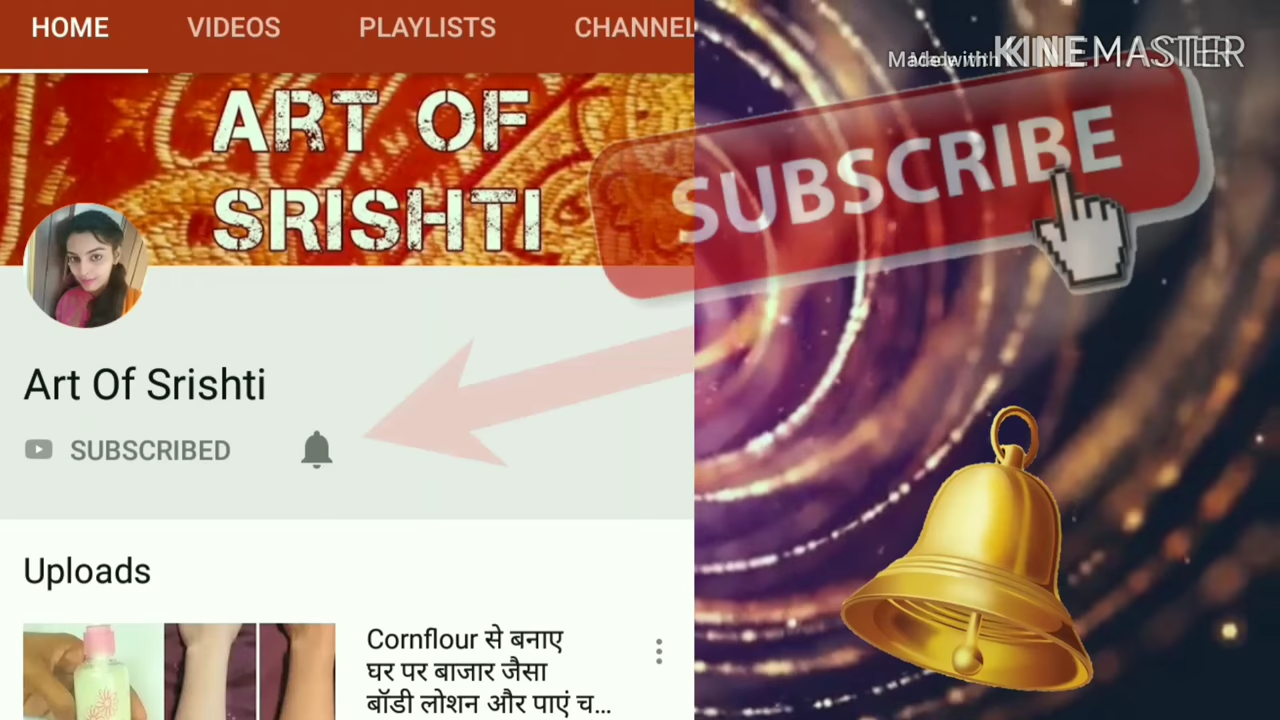 HOME VIDEOS PLAYLISTS CHANNEL
ART OF
SRISHTI
Art Of Srishti
SUBSCRIBED
Uploads
Cornflour से बनाए
घर पर बाजार जैसा
बॉडी लोशन और पाएं च...
Made with KINEMASTER
SUBSCRIBE